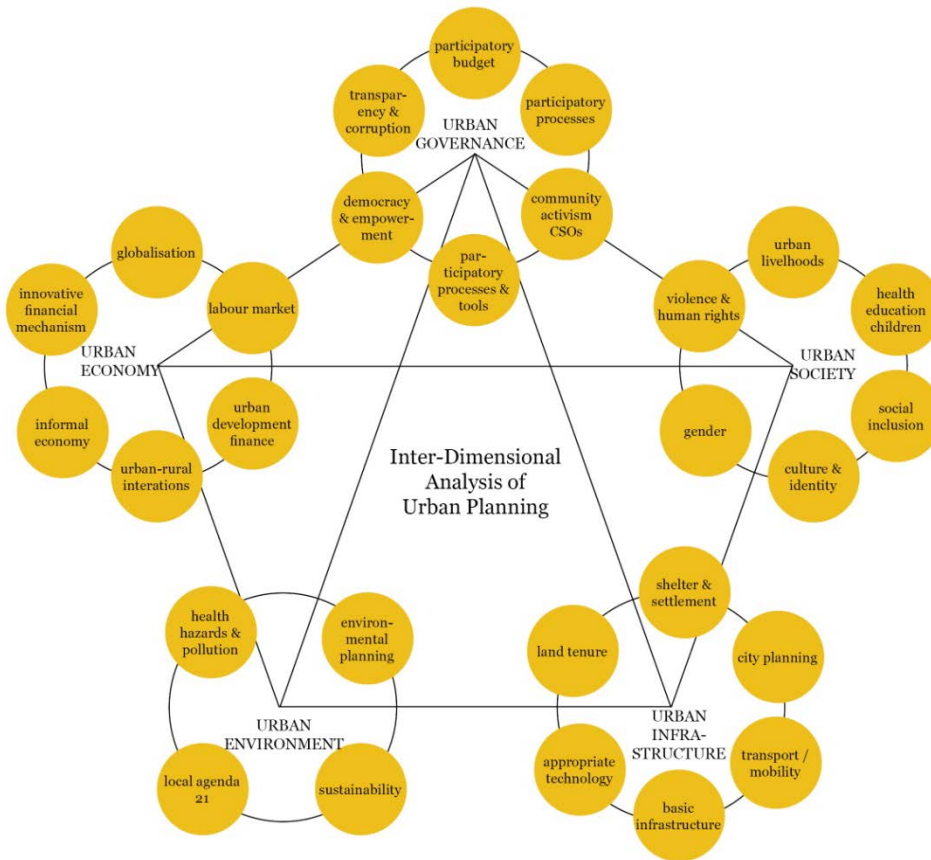 participatory
budget
transpar-
ency &
corruption
participatory
processes
URBAN
GOVERNANCE
democracy
& empower-
ment
community
activism
CSOs
par-
ticipatory
processes &
tools
globalisation
innovative
financial
mechanism
labour market
URBAN
ECONOMY
informal
economy
urban
development
finance
urban-rural
interations
urban
livelhoods
violence &
human rights
health
education
children
URBAN
SOCIETY
gender
social
inclusion
culture &
identity
Inter-Dimensional
Analysis of
Urban Planning
health
hazards &
pollution
environ-
mental
planning
URBAN
ENVIRONMENT
local agenda
21
sustainability
shelter &
settlement
land tenure
city planning
URBAN
INFRA-
STRUCTURE
appropriate
technology
transport /
mobility
basic
infrastructure